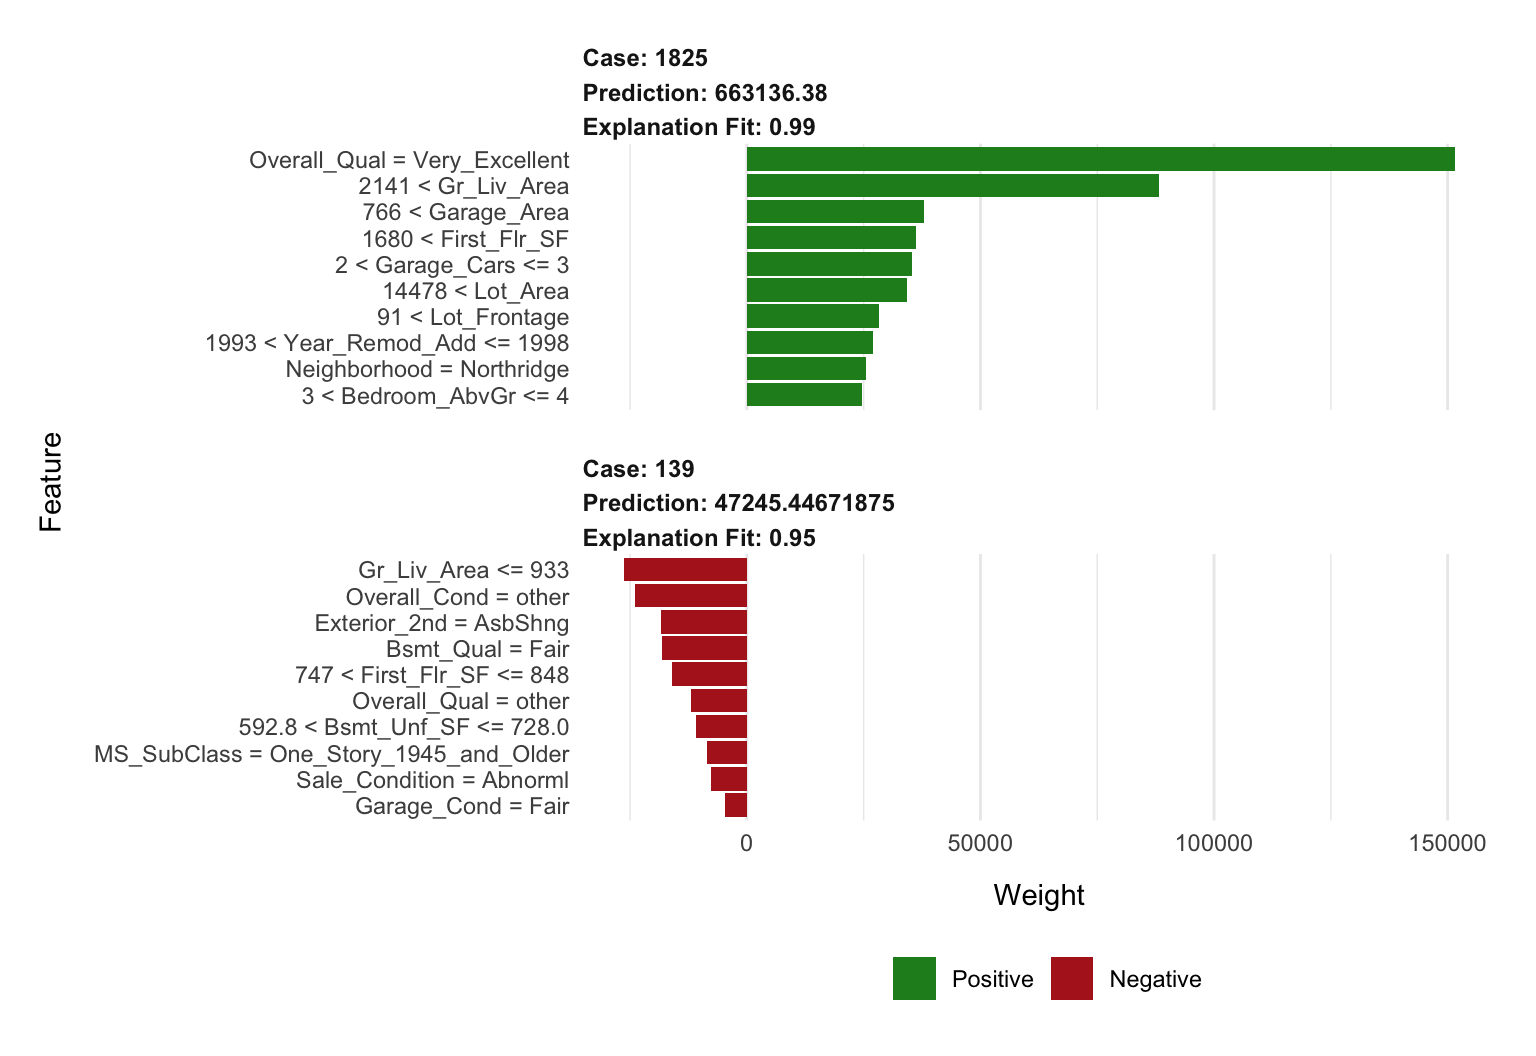 Case: 1825
Prediction: 663136.38
Explanation Fit: 0.99
Overall_Qual = Very_Excellent
2141 < Gr_Liv_Area
766 < Garage_Area
1680 < First_Flr_SF
2 < Garage_Cars <= 3
14478 < Lot_Area
91 < Lot_Frontage
1993 < Year_Remod_Add <= 1998
Neighborhood = Northridge
3 < Bedroom_AbvGr <= 4
Feature
Case: 139
Prediction: 47245.44671875
Explanation Fit: 0.95
Gr_Liv_Area <= 933
Overall_Cond = other
Exterior_2nd = AsbShng
Bsmt_Qual = Fair
747 < First_Flr_SF <= 848
Overall_Qual = other
592.8 < Bsmt_Unf_SF <= 728.0
MS_SubClass = One_Story_1945_and_Older
Sale_Condition = Abnorml
Garage_Cond = Fair
0 50000 100000 150000
Weight
Positive Negative